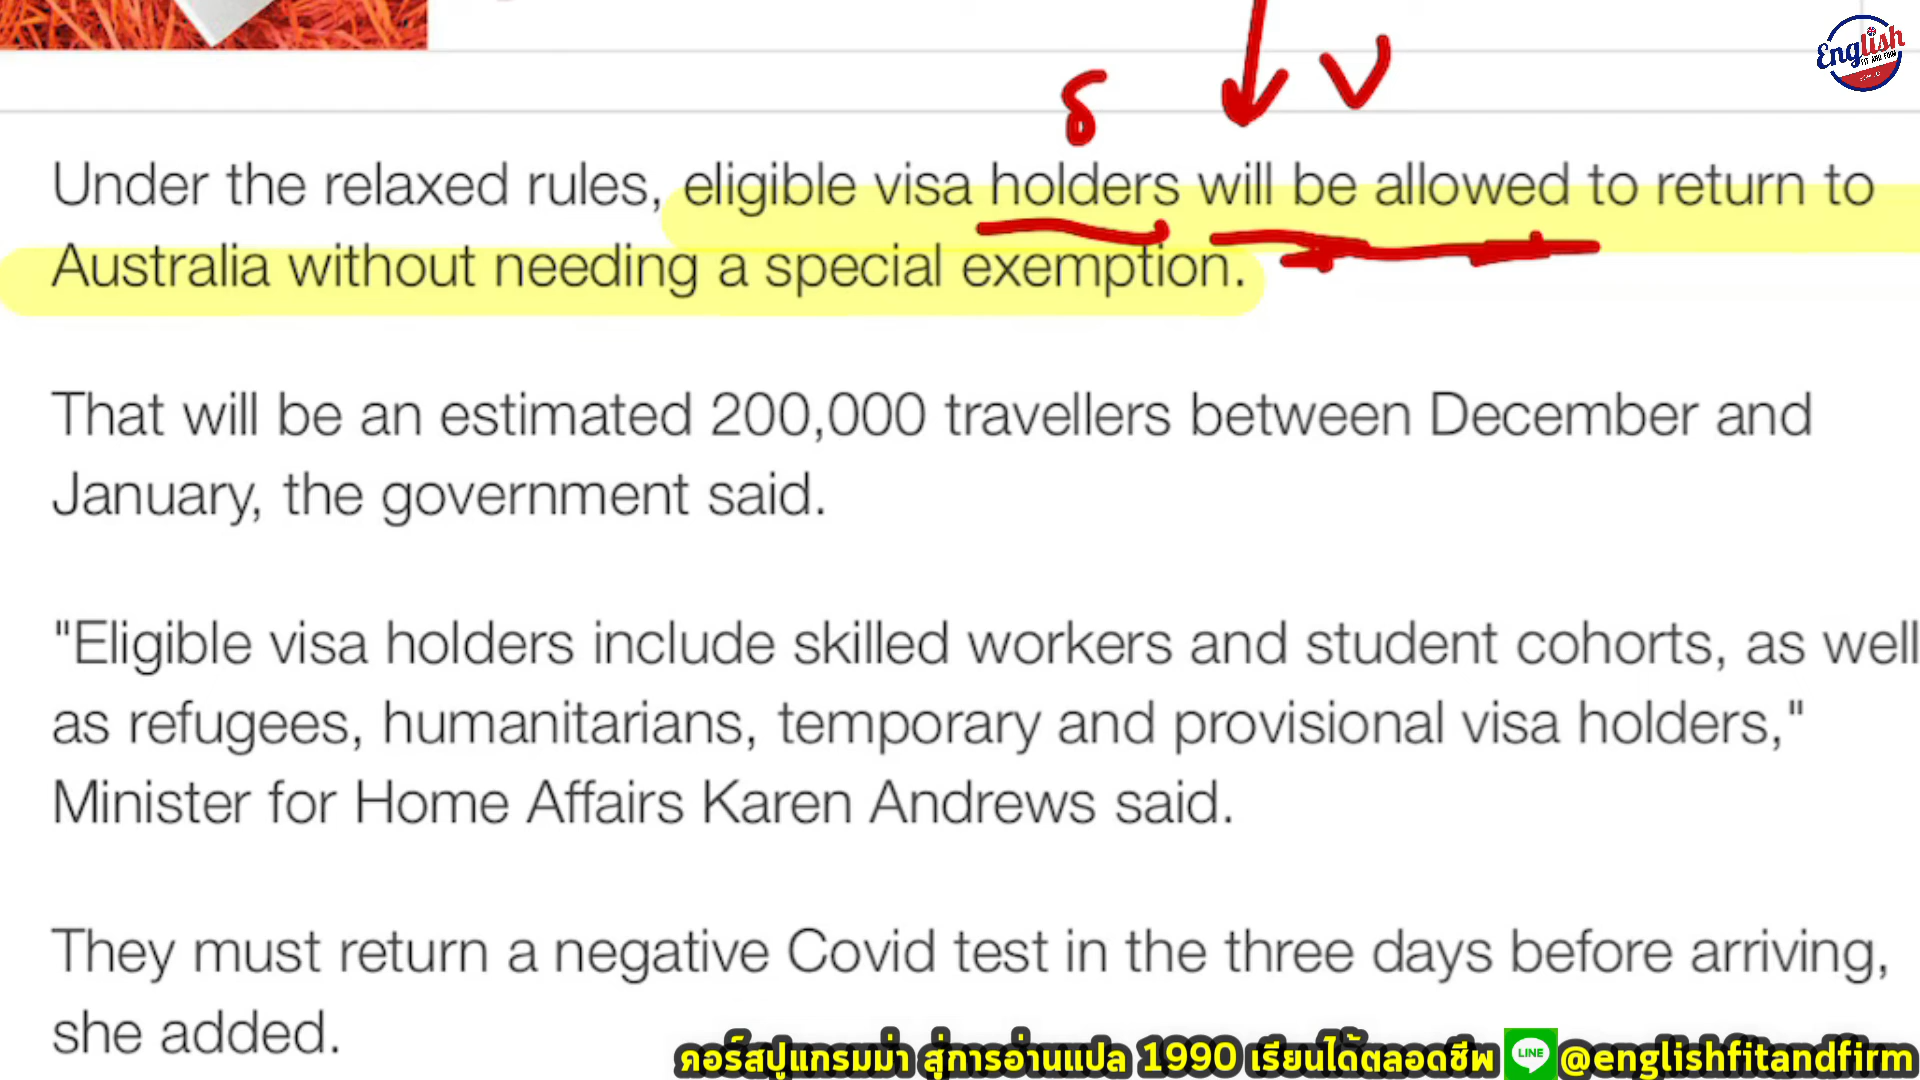 English
FIT AND FIRM
S V
Under the relaxed rules, eligible visa holders will be allowed to return to
Australia without needing a special exemption.
That will be an estimated 200,000 travellers between December and
January, the government said.
"Eligible visa holders include skilled workers and student cohorts, as well
as refugees, humanitarians, temporary and provisional visa holders,"
Minister for Home Affairs Karen Andrews said.
They must return a negative Covid test in the three days before arriving,
she added.
คอร์สปูแกรมม่า สู่การอ่านแปล 1990 เรียนได้ตลอดชีพ LINE @englishfitandfirm